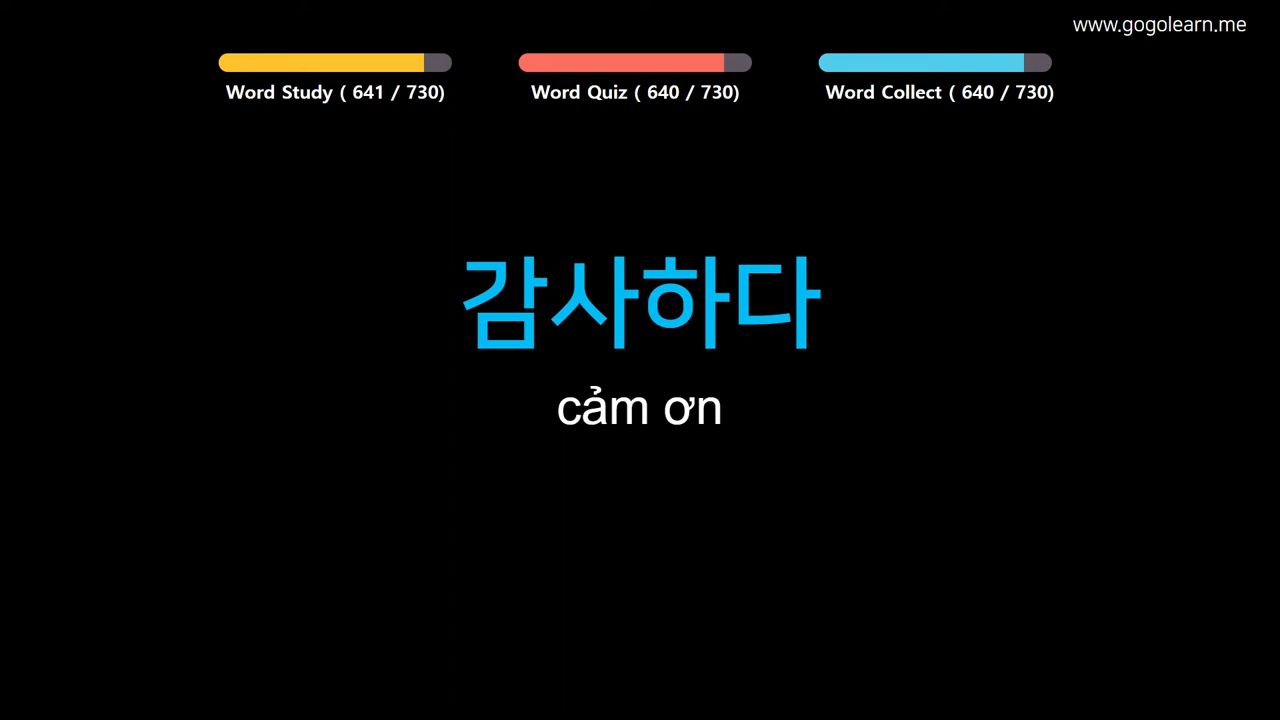 www.gogolearn.me
Word Study ( 641 / 730)
Word Quiz ( 640 / 730)
Word Collect ( 640 / 730)
감사하다
cảm ơn